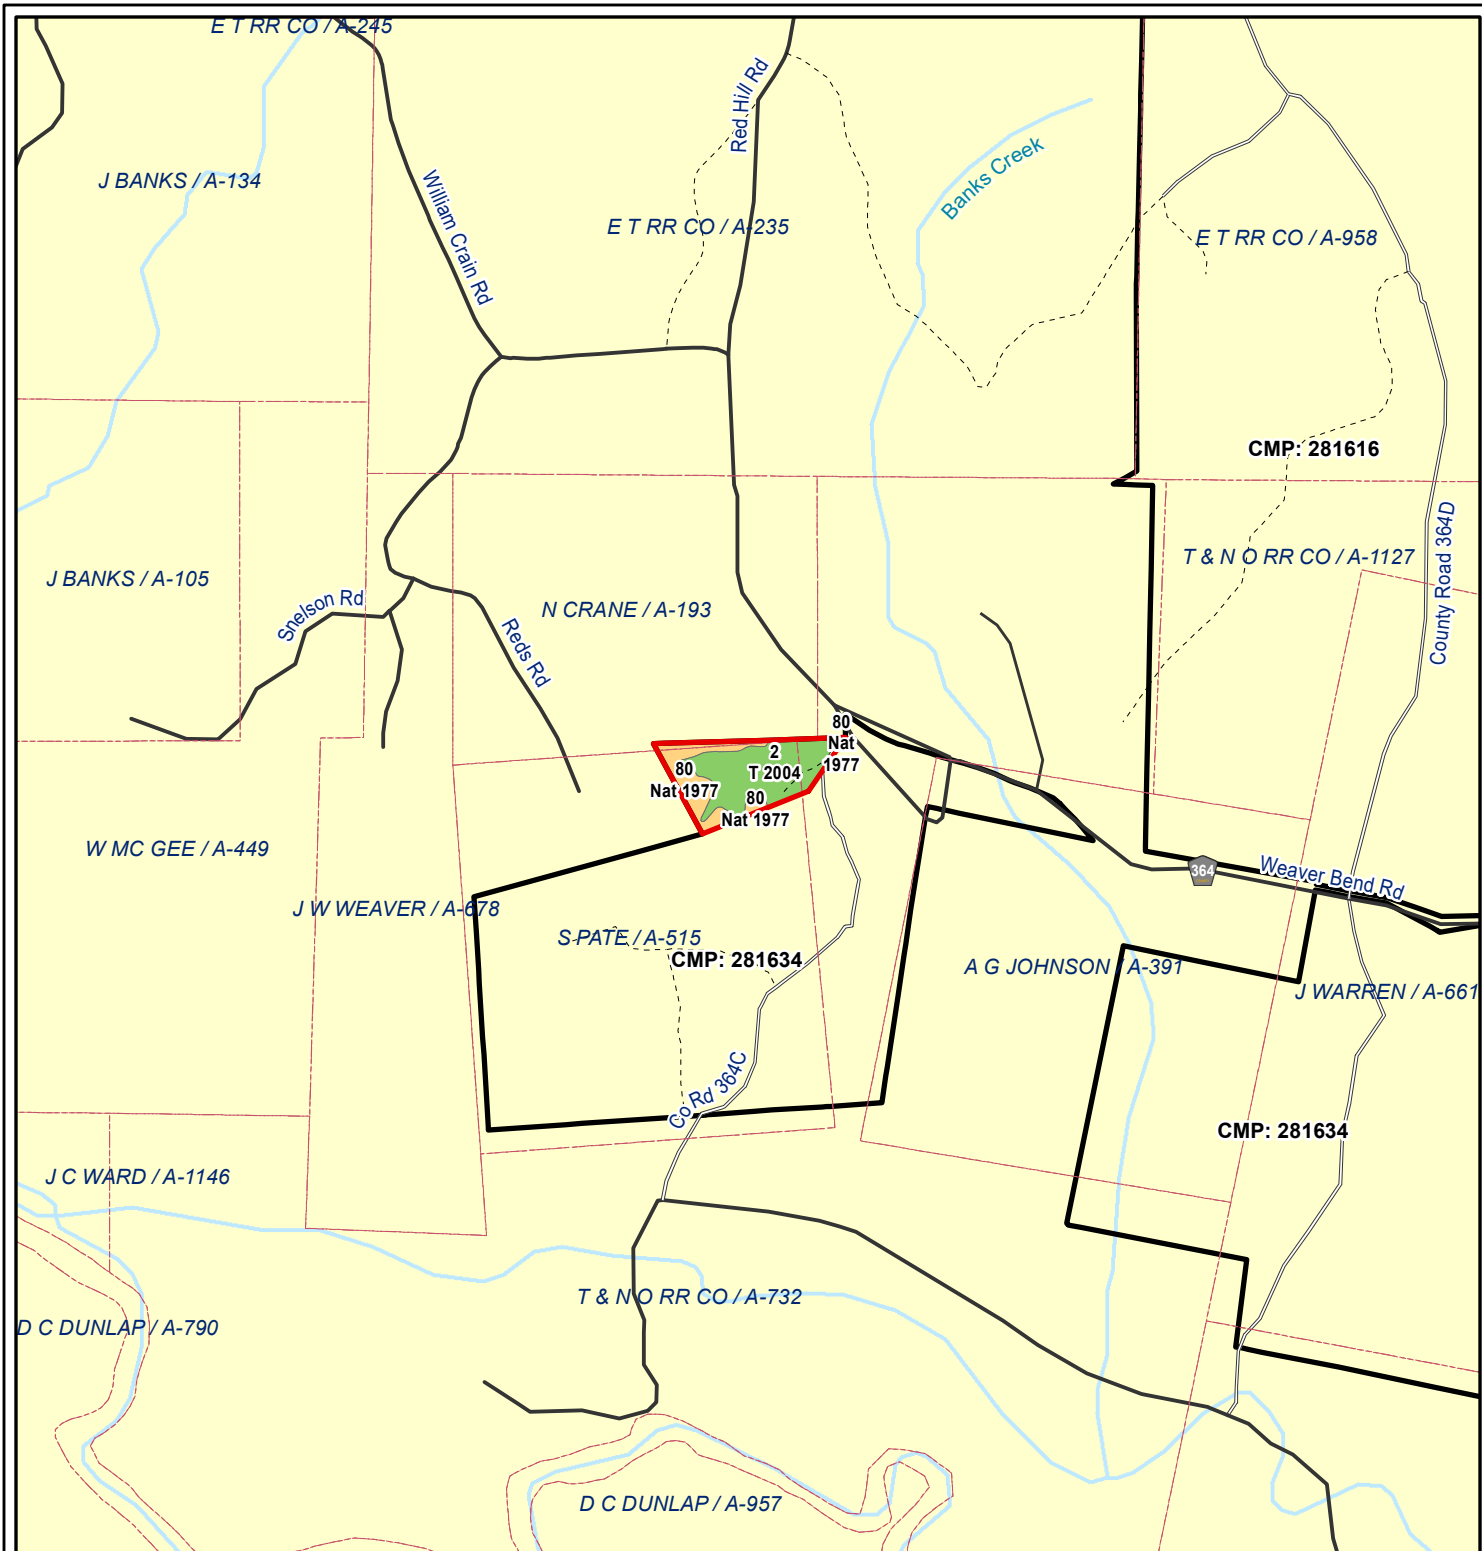 E T RR CO / A-245
Red Hill Rd
Banks Creek
J BANKS / A-134
William Crain Rd
E T RR CO / A-235
E T RR CO / A-958
CMP: 281616
County Road 364D
T & N O RR CO / A-1127
J BANKS / A-105
Snelson Rd
N CRANE / A-193
Reds Rd
80
Nat
1977
2
T 2004
80
Nat 1977
80
Nat 1977
W MC GEE / A-449
364
Weaver Bend Rd
J W WEAVER / A-678
S PATE / A-515
CMP: 281634
A G JOHNSON / A-391
J WARREN / A-661
Co Rd 364C
CMP: 281634
J C WARD / A-1146
T & N O RR CO / A-732
D C DUNLAP / A-790
D C DUNLAP / A-957